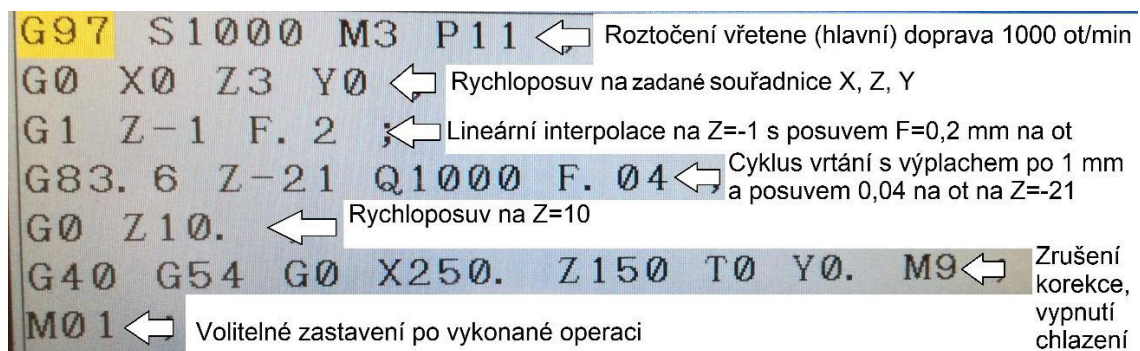 G97 S1000 M3 P11 ;
Roztočení vřetene (hlavní) doprava 1000 ot/min
G0 X0 Z3 Y0
Rychloposuv na zadané souřadnice X, Z, Y
G1 Z-1 F.2 ;
Lineární interpolace na Z=-1 s posuvem F=0,2 mm na ot
G83.6 Z-21 Q1000 F.04 ;
Cyklus vrtání s výplachem po 1 mm
a posuvem 0,04 na ot na Z=-21
G0 Z10.
Rychloposuv na Z=10
G40 G54 G0 X250. Z150 T0 Y0. M9 ;
Zrušení
korekce,
vypnutí
chlazení
M01 ;
Volitelné zastavení po vykonané operaci